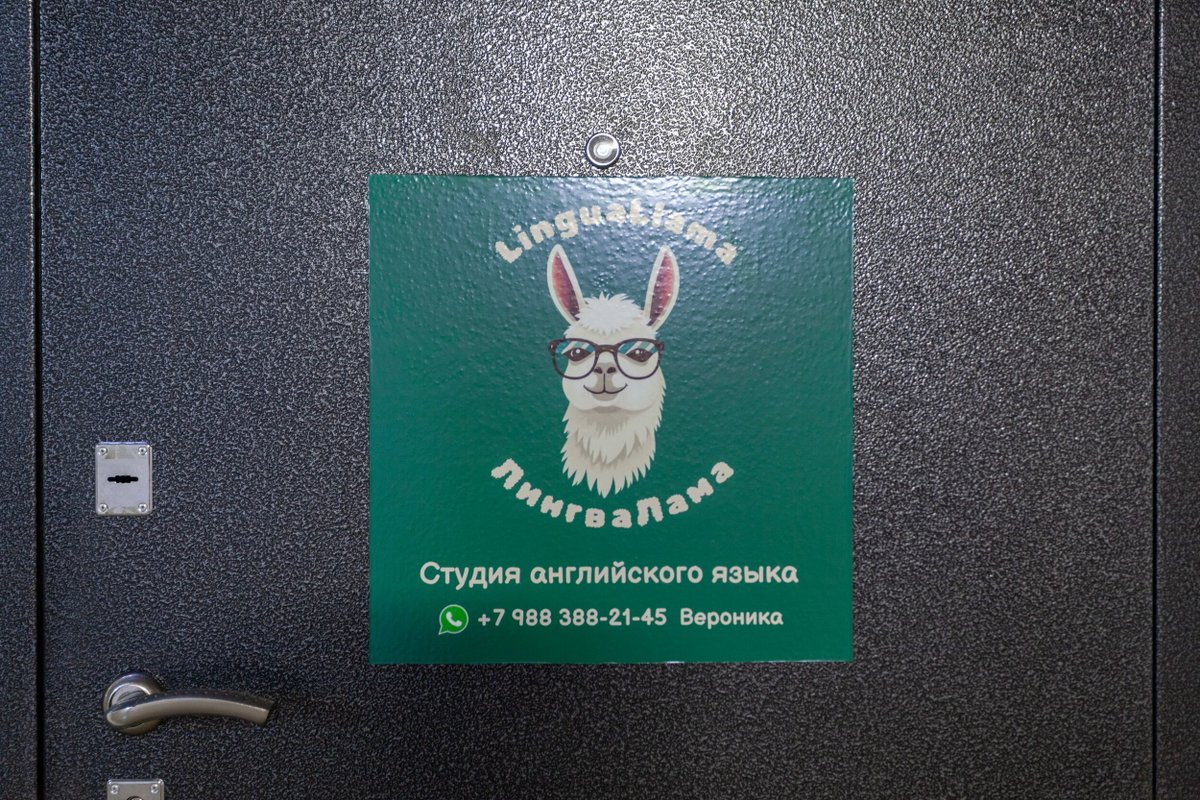 LinguaLlama
ЛингваЛама
Студия английского языка
+7 988 388-21-45 Вероника